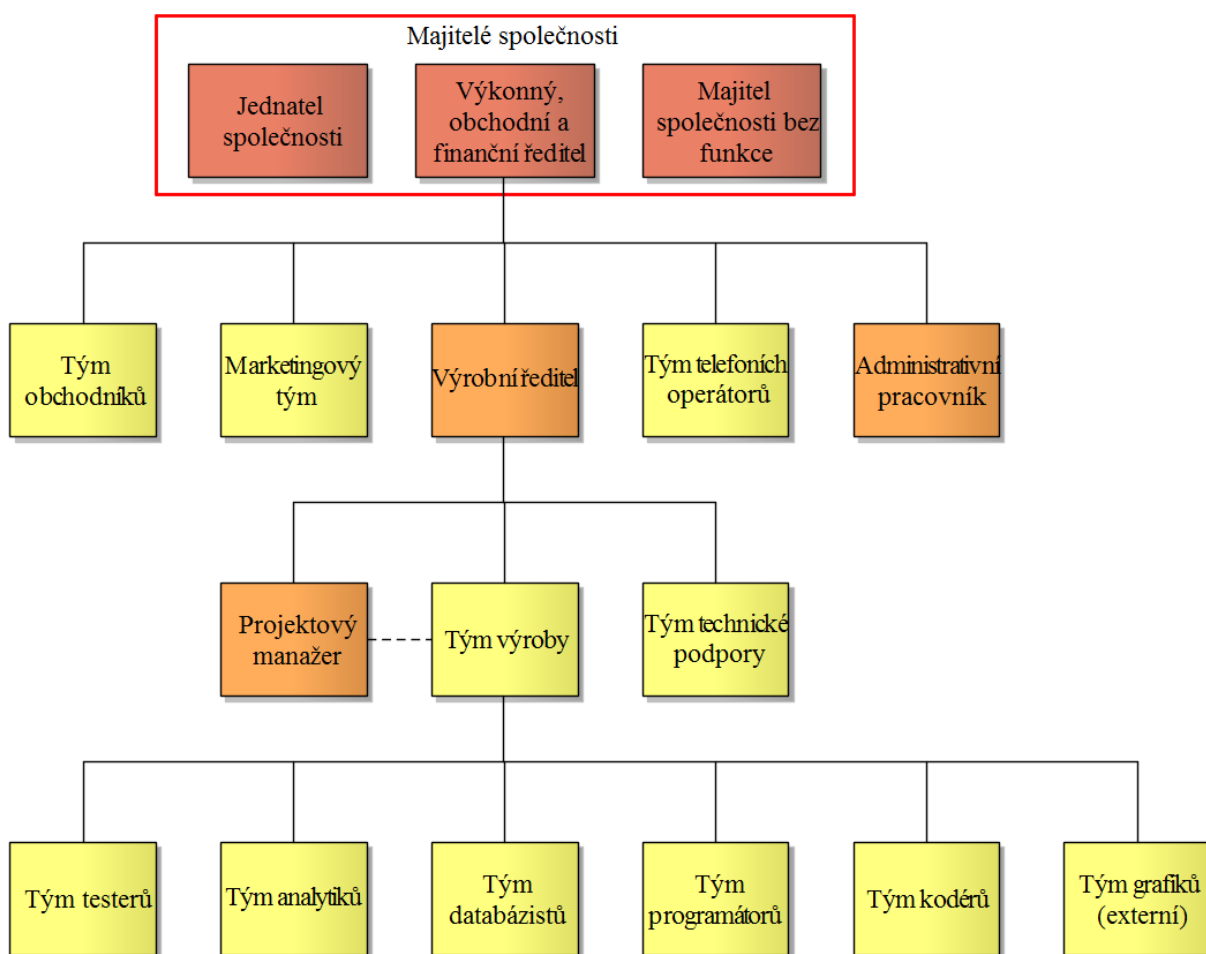 Majitelé společnosti
Jednatel
společnosti
Výkonný,
obchodní a
finanční ředitel
Majitel
společnosti bez
funkce
Tým
obchodníků
Marketingový
tým
Výrobní ředitel
Tým telefoních
operátorů
Administrativní
pracovník
Projektový
manažer
Tým výroby
Tým technické
podpory
Tým testerů
Tým analytiků
Tým
databázistů
Tým
programátorů
Tým kodérů
Tým grafiků
(externí)